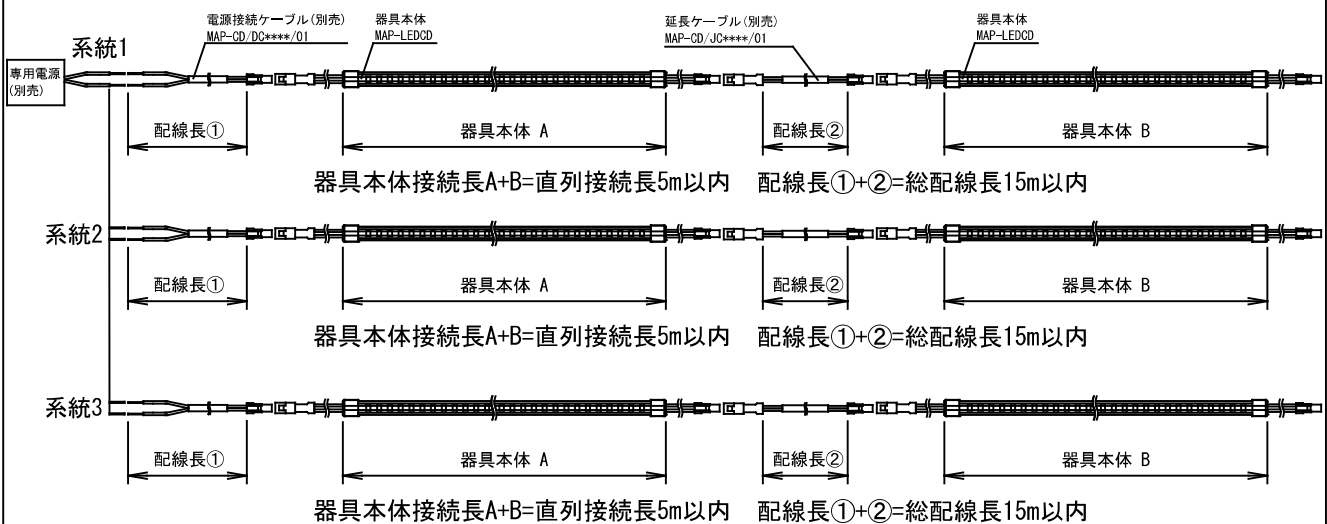 電源接続ケーブル(別売)
MAP-CD/DC****/01
器具本体
MAP-LEDCD
延長ケーブル(別売)
MAP-CD/JC****/01
器具本体
MAP-LEDCD
系統1
専用電源
(別売)
配線長①
器具本体 A
配線長②
器具本体 B
器具本体接続長A+B=直列接続長5m以内 配線長①+②=総配線長15m以内
系統2
配線長①
器具本体 A
配線長②
器具本体 B
器具本体接続長A+B=直列接続長5m以内 配線長①+②=総配線長15m以内
系統3
配線長①
器具本体 A
配線長②
器具本体 B
器具本体接続長A+B=直列接続長5m以内 配線長①+②=総配線長15m以内